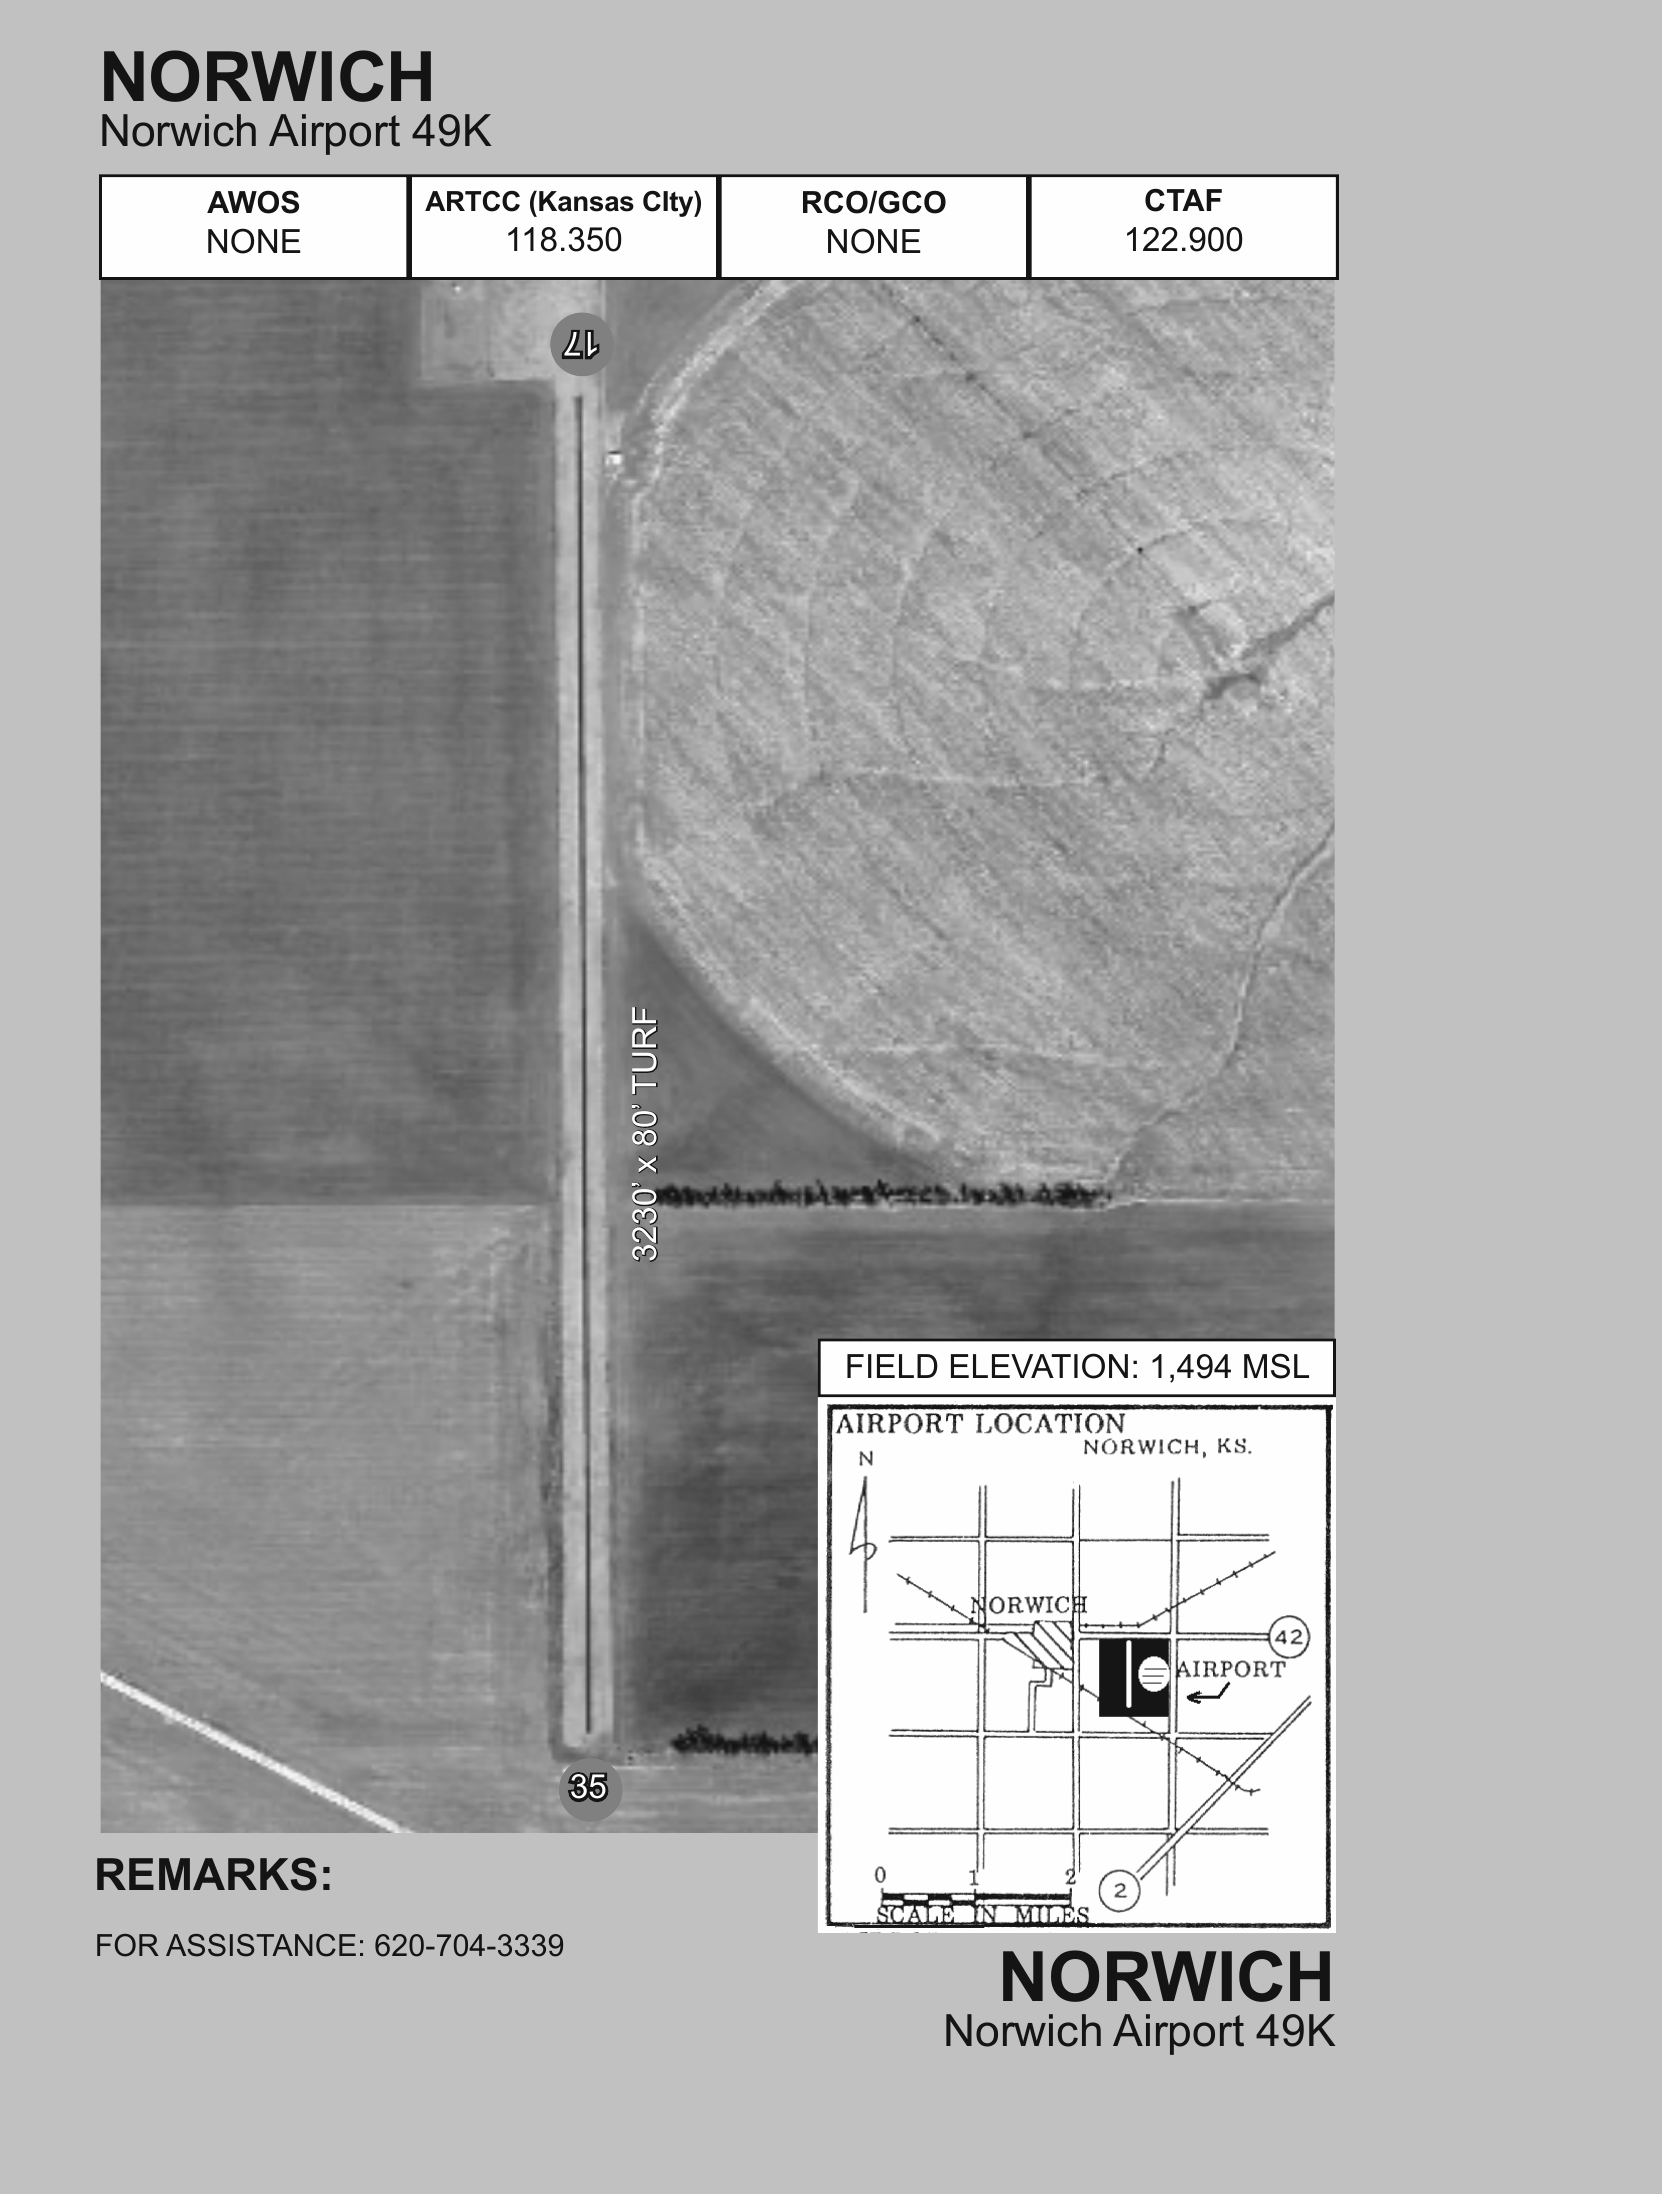 NORWICH
Norwich Airport 49K
AWOS
NONE
ARTCC (Kansas CIty)
118.350
RCO/GCO
NONE
CTAF
122.900
17
3230’ x 80’ TURF
35
FIELD ELEVATION: 1,494 MSL
AIRPORT LOCATION
NORWICH, KS.
N
NORWICH
42
AIRPORT
0 1 2
2
SCALE IN MILES
REMARKS:
FOR ASSISTANCE: 620-704-3339
NORWICH
Norwich Airport 49K